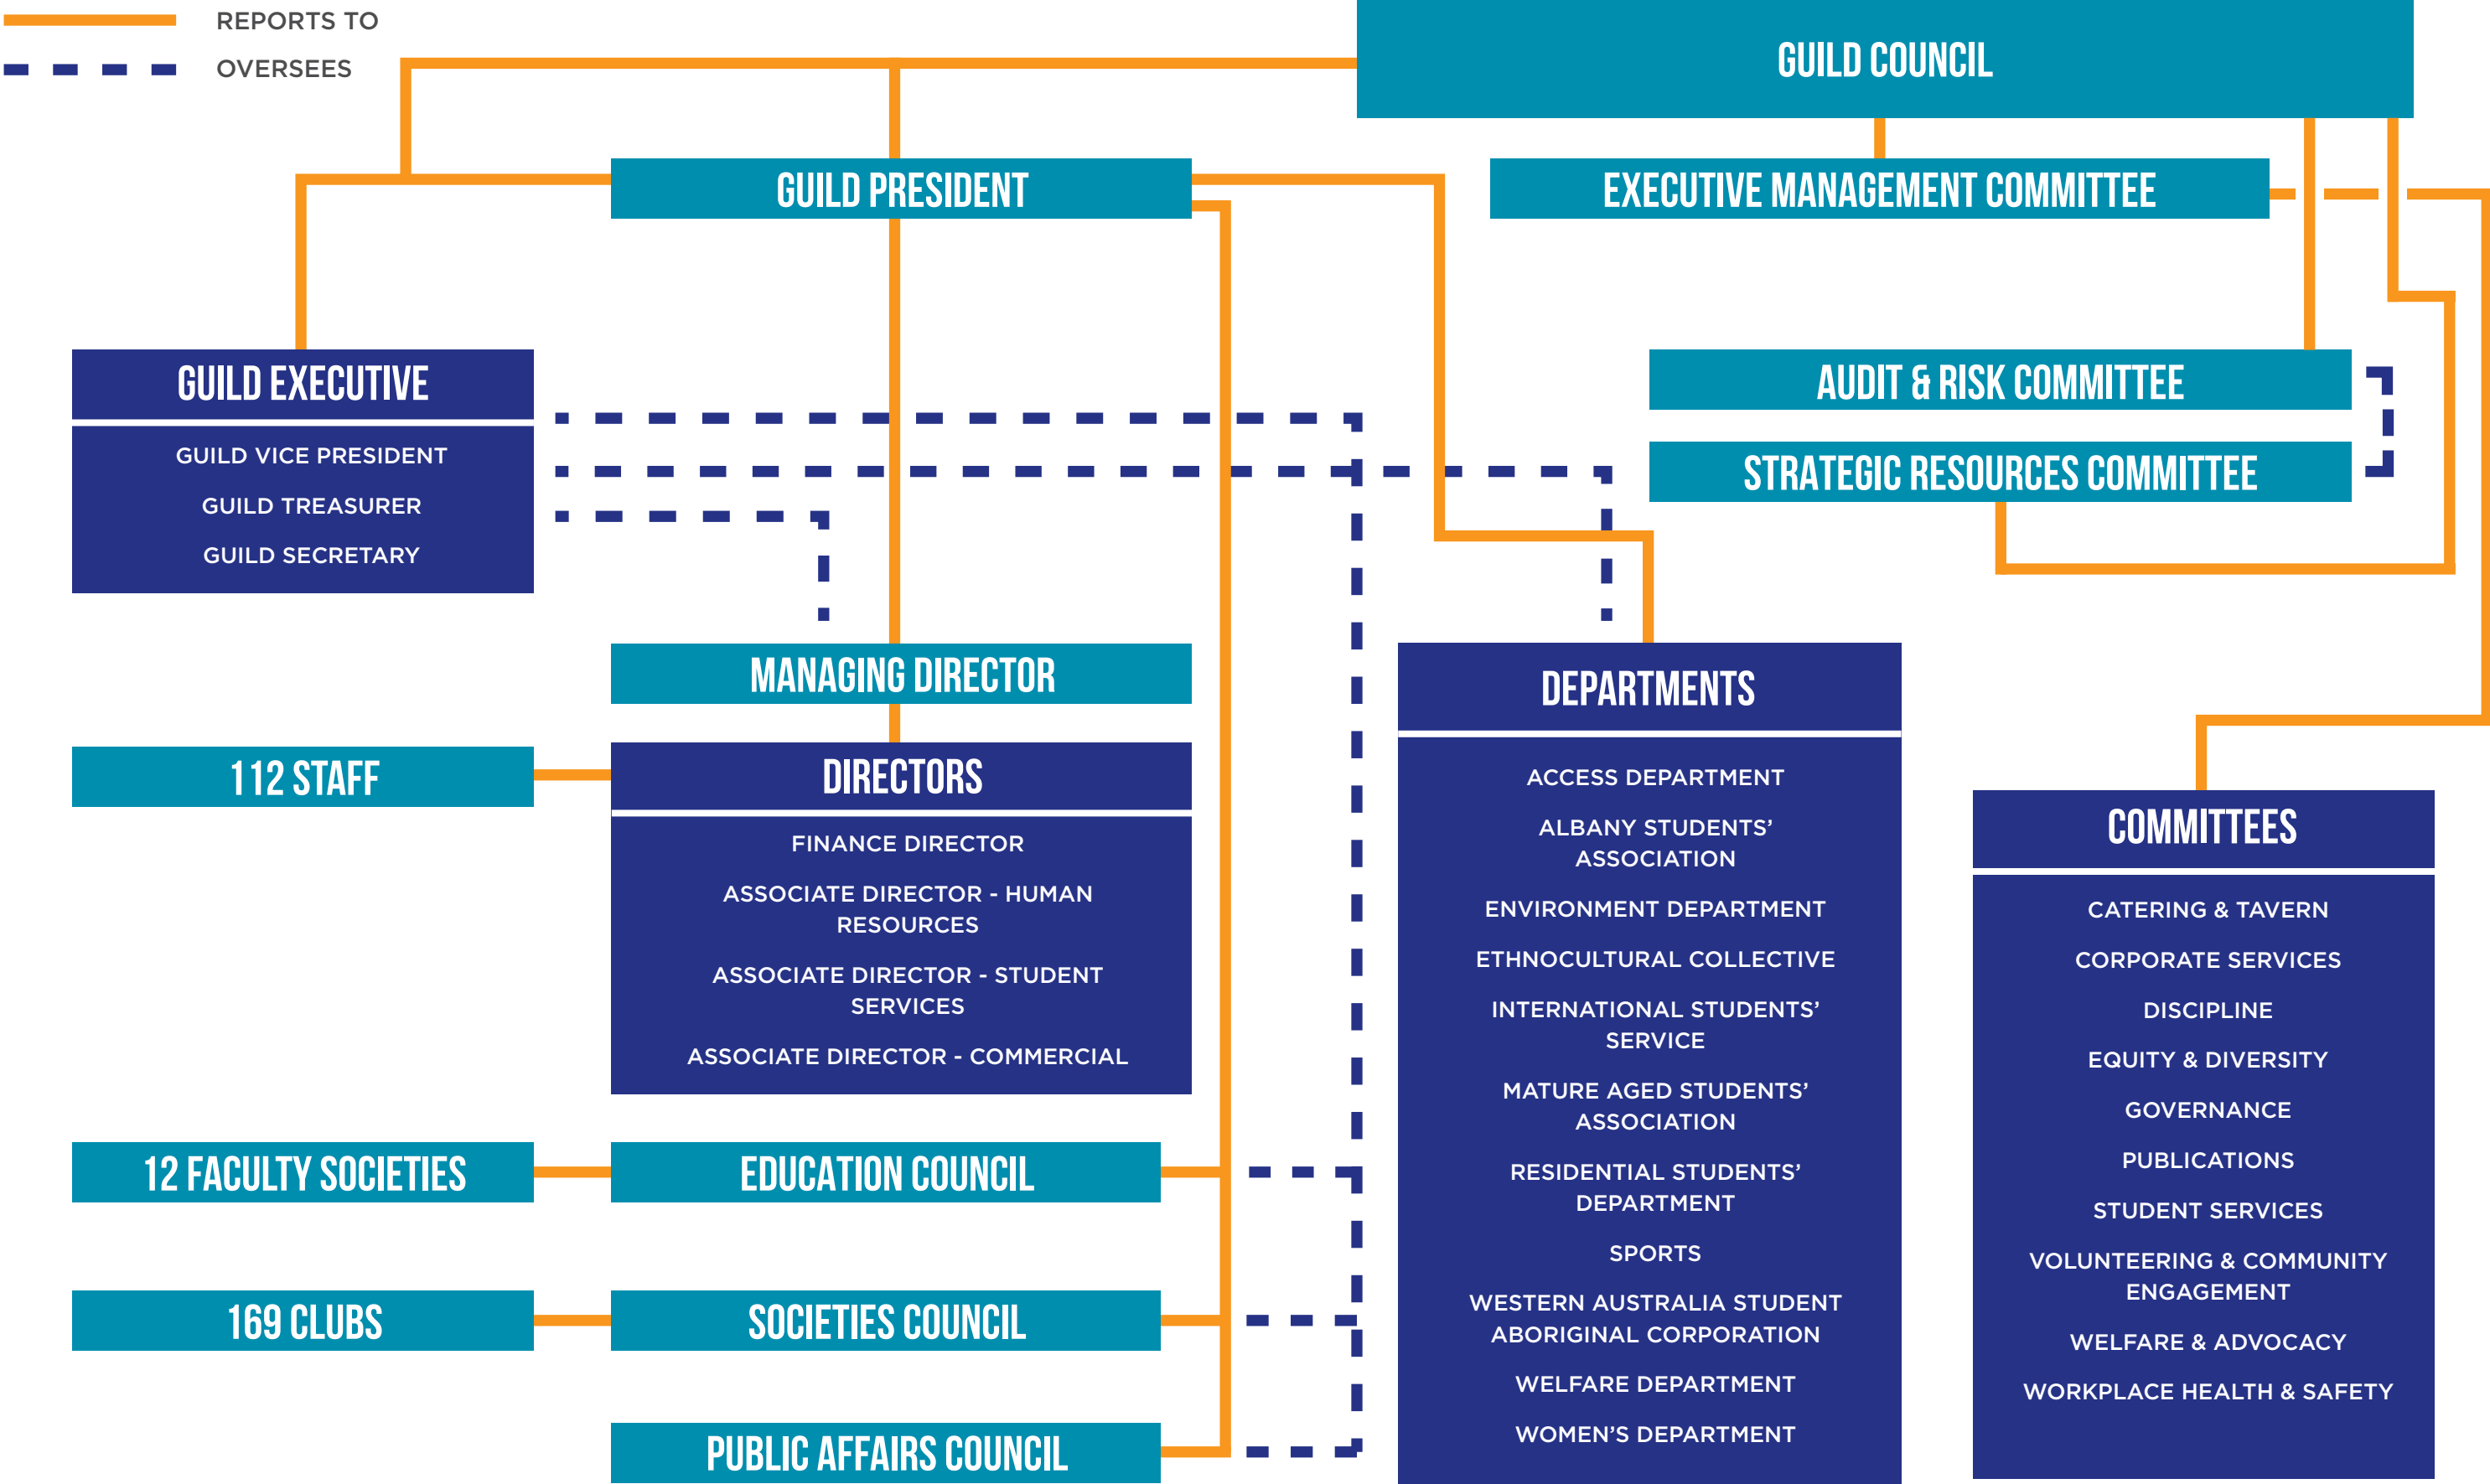 REPORTS TO
OVERSEES
GUILD COUNCIL
GUILD PRESIDENT
EXECUTIVE MANAGEMENT COMMITTEE
GUILD EXECUTIVE
GUILD VICE PRESIDENT
GUILD TREASURER
GUILD SECRETARY
AUDIT & RISK COMMITTEE
STRATEGIC RESOURCES COMMITTEE
MANAGING DIRECTOR
112 STAFF
DIRECTORS
FINANCE DIRECTOR
ASSOCIATE DIRECTOR - HUMAN
RESOURCES
ASSOCIATE DIRECTOR - STUDENT
SERVICES
ASSOCIATE DIRECTOR - COMMERCIAL
12 FACULTY SOCIETIES
EDUCATION COUNCIL
169 CLUBS
SOCIETIES COUNCIL
PUBLIC AFFAIRS COUNCIL
DEPARTMENTS
ACCESS DEPARTMENT
ALBANY STUDENTS’
ASSOCIATION
ENVIRONMENT DEPARTMENT
ETHNOCULTURAL COLLECTIVE
INTERNATIONAL STUDENTS’
SERVICE
MATURE AGED STUDENTS’
ASSOCIATION
RESIDENTIAL STUDENTS’
DEPARTMENT
SPORTS
WESTERN AUSTRALIA STUDENT
ABORIGINAL CORPORATION
WELFARE DEPARTMENT
WOMEN’S DEPARTMENT
COMMITTEES
CATERING & TAVERN
CORPORATE SERVICES
DISCIPLINE
EQUITY & DIVERSITY
GOVERNANCE
PUBLICATIONS
STUDENT SERVICES
VOLUNTEERING & COMMUNITY
ENGAGEMENT
WELFARE & ADVOCACY
WORKPLACE HEALTH & SAFETY